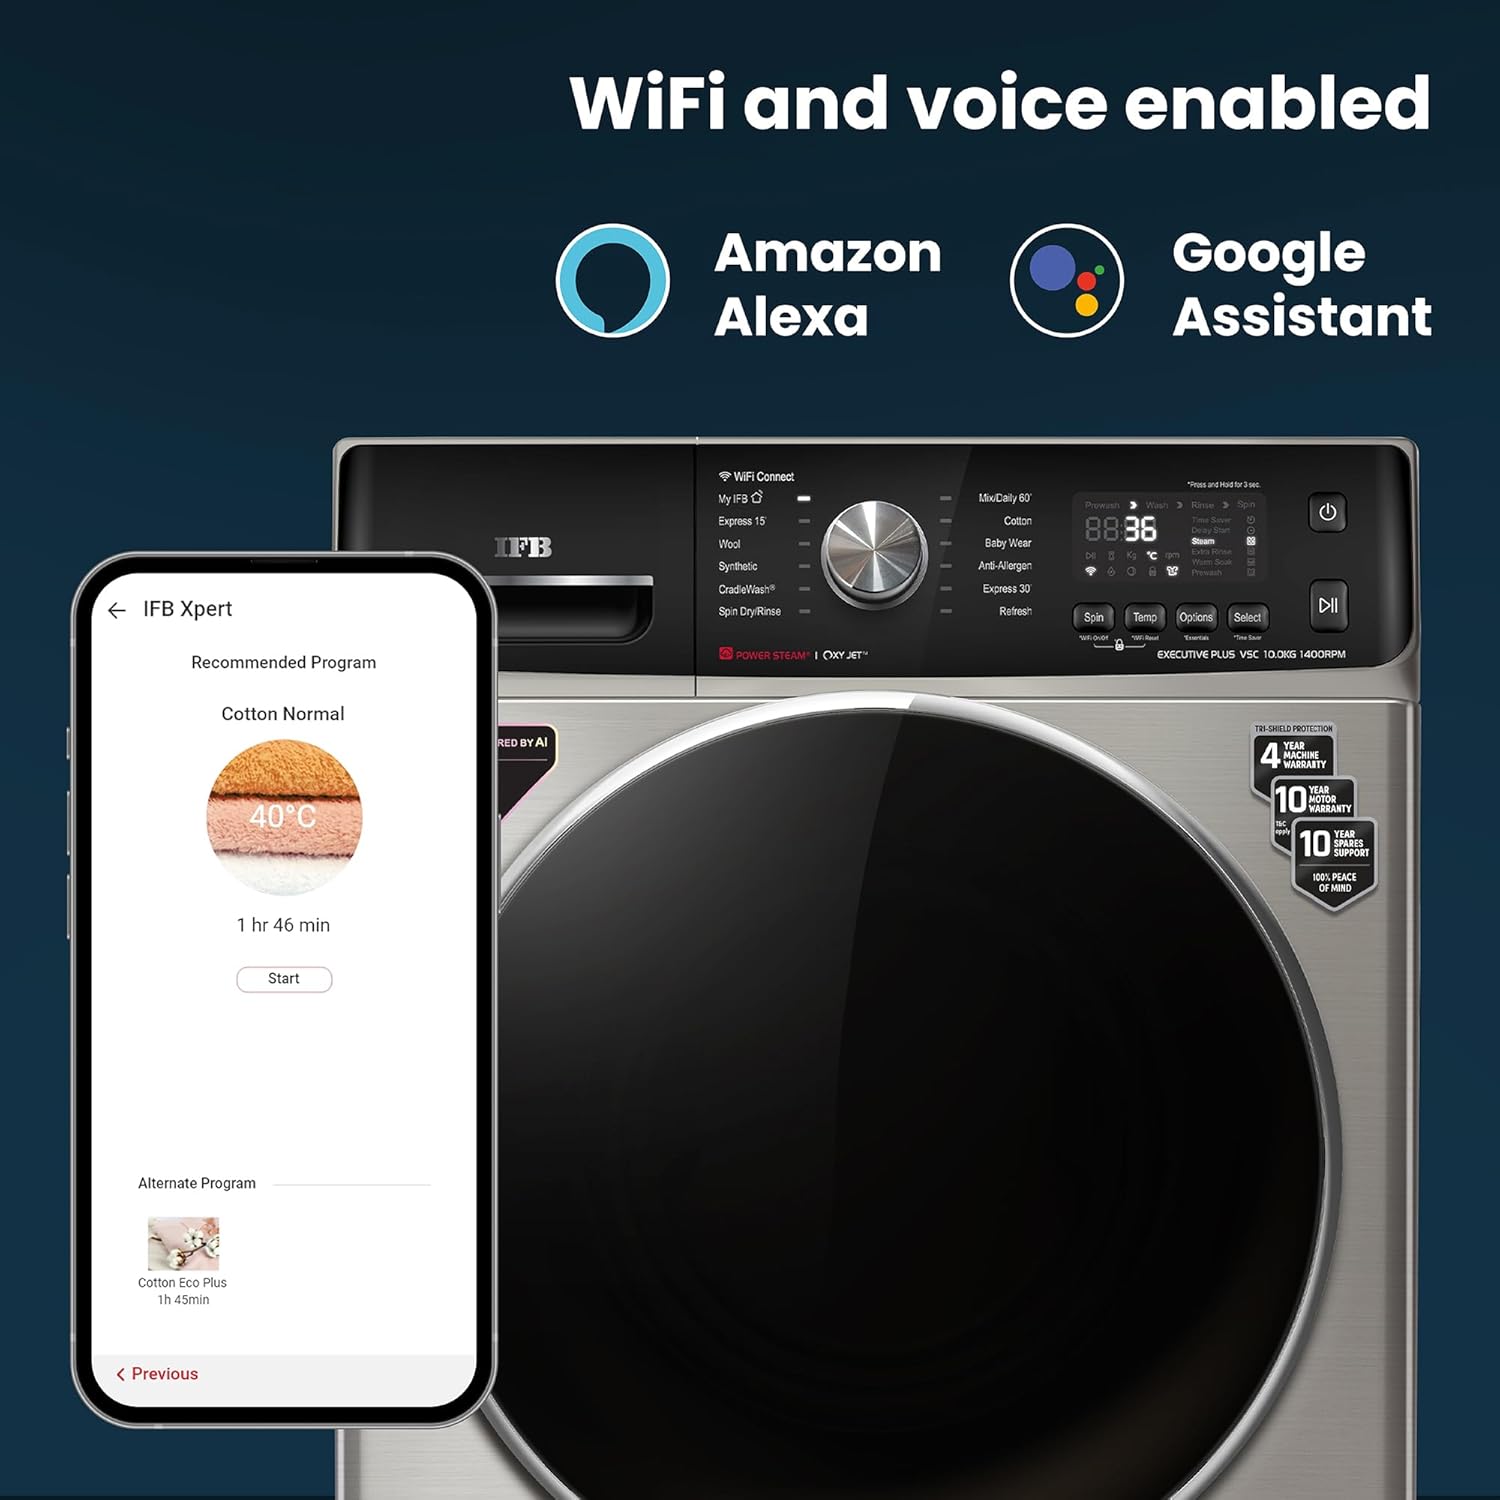 WiFi and voice enabled
Amazon
Alexa
Google
Assistant
WiFi Connect
My IFB
Express 15'
Wool
Synthetic
CradleWash®
Spin Dry/Rinse
Mix/Daily 60'
Cotton
Baby Wear
Anti-Allergen
Express 30'
Refresh
*Press and Hold for 3 sec.
Prewash Wash Rinse Spin
88:36
Time Saver
Delay Start
Steam
Extra Rinse
Warm Soak
Prewash
Kg °C rpm
Spin Temp Options Select
*WiFi On/Off *WiFi Reset *Essentials *Time Saver
IFB
POWER STEAM® | OXYJET™
EXECUTIVE PLUS VSC 10.0KG 1400RPM
RED BY AI
TRI-SHIELD PROTECTION
4 YEAR
MACHINE
WARRANTY
10 YEAR
MOTOR
WARRANTY
T&C
apply
10 YEAR
SPARES
SUPPORT
100% PEACE
OF MIND
IFB Xpert
Recommended Program
Cotton Normal
40°C
1 hr 46 min
Start
Alternate Program
Cotton Eco Plus
1h 45min
Previous